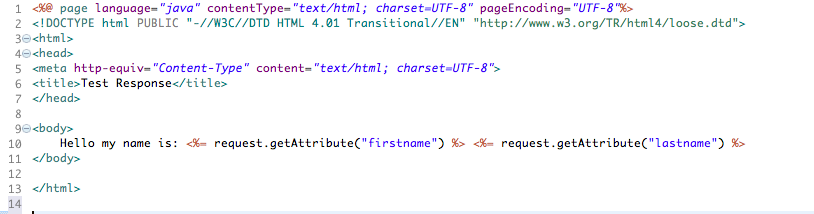 1 <%@ page language="java" contentType="text/html; charset=UTF-8" pageEncoding="UTF-8"%>
2 <!DOCTYPE html PUBLIC "-//W3C//DTD HTML 4.01 Transitional//EN" "http://www.w3.org/TR/html4/loose.dtd">
3 <html>
4 <head>
5 <meta http-equiv="Content-Type" content="text/html; charset=UTF-8">
6 <title>Test Response</title>
7 </head>
8
9 <body>
10     Hello my name is: <%= request.getAttribute("firstname") %> <%= request.getAttribute("lastname") %>
11 </body>
12
13 </html>
14